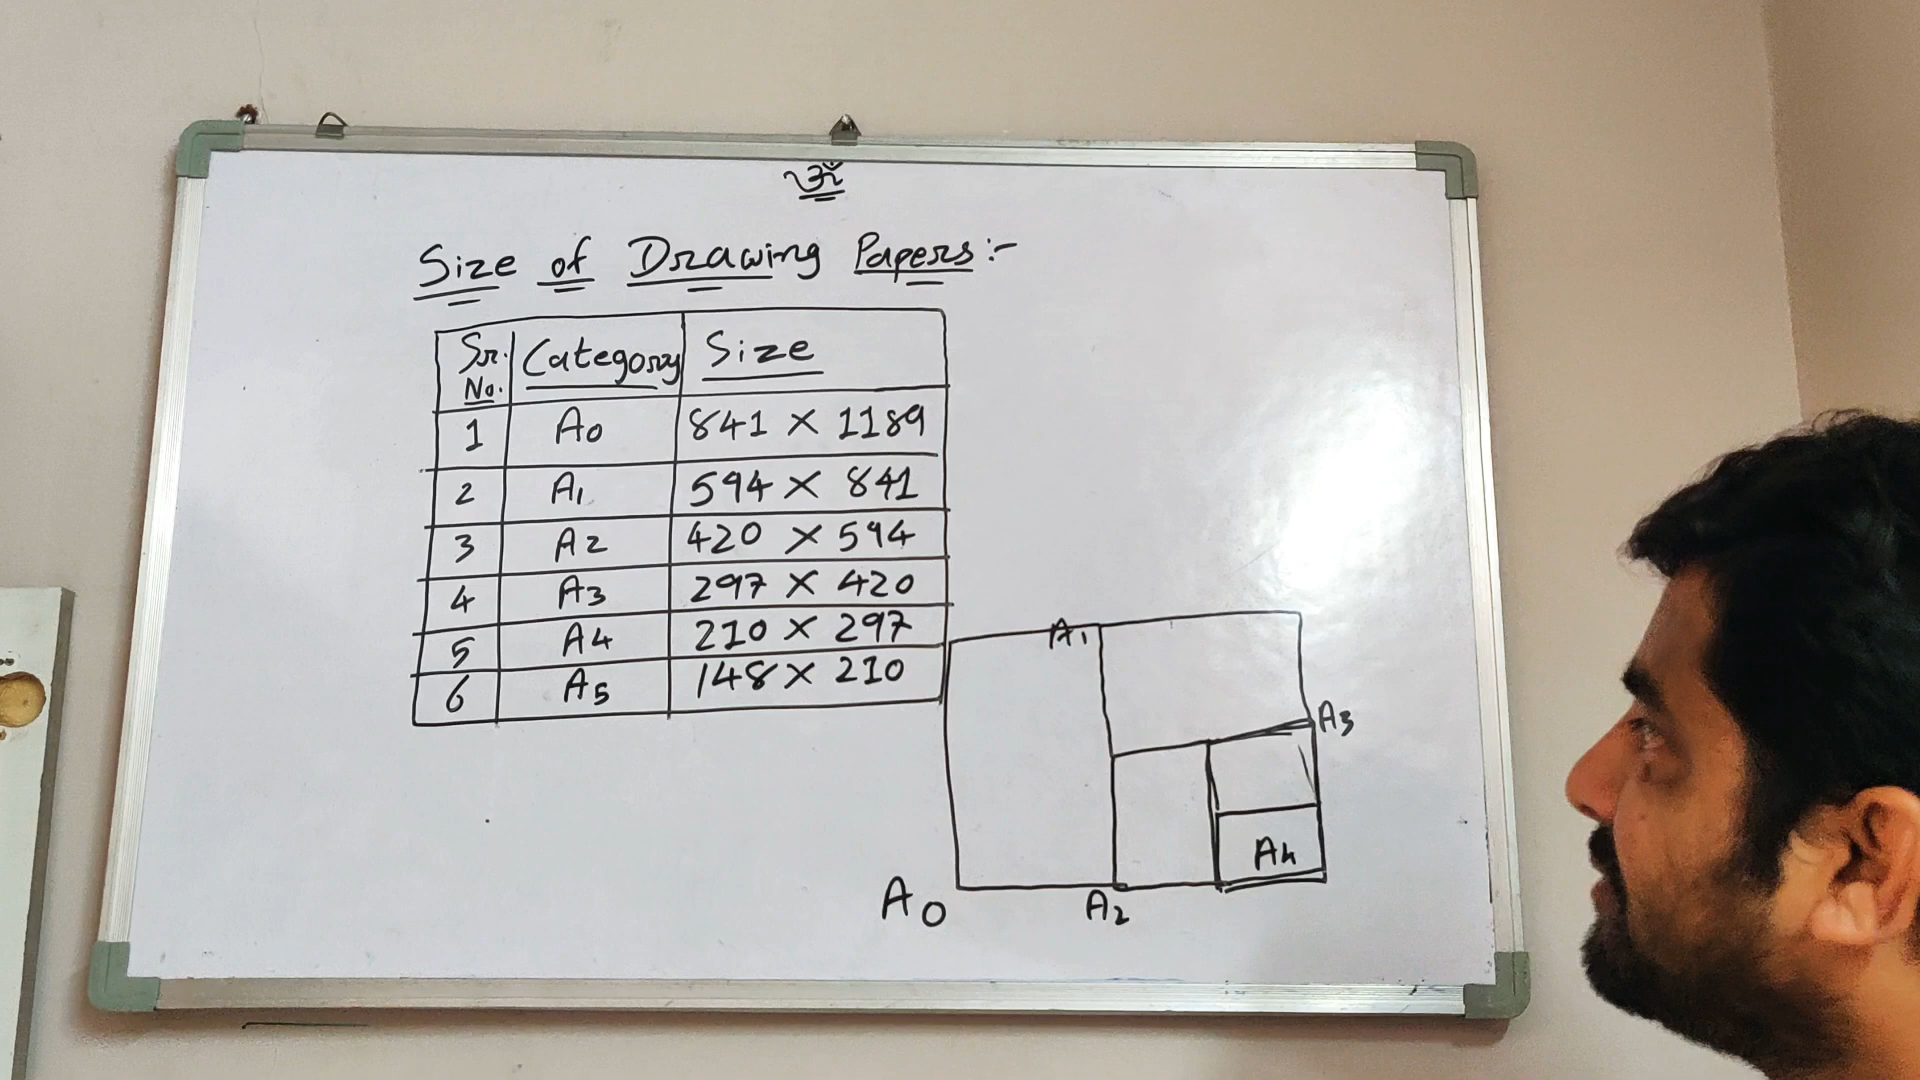 ॐ
Size of Drawing Papers:-
Sr. No. Category Size
1 A0 841 X 1189
2 A1 594 X 841
3 A2 420 X 594
4 A3 297 X 420
5 A4 210 X 297
6 A5 148 X 210
A1
A3
A4
A0 A2